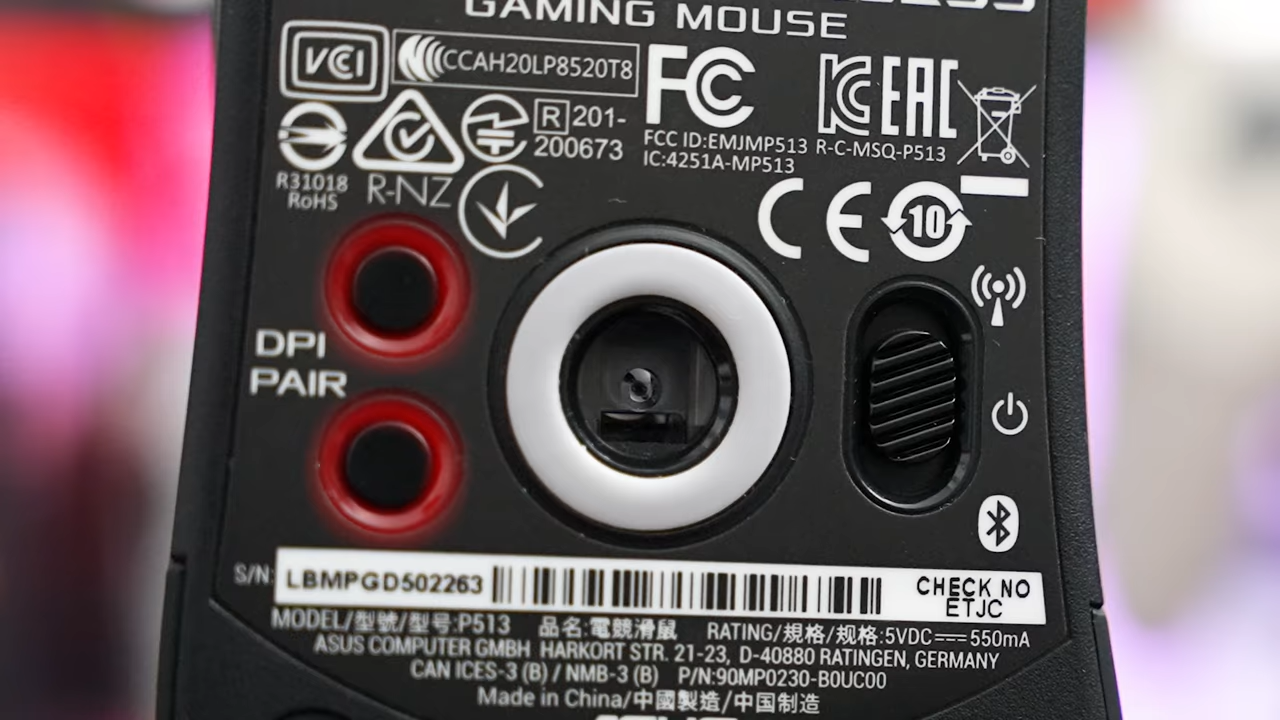 GAMING MOUSE
VCCI
CCAH20LP8520T8
FC
EAC
R 201-
200673
FCC ID:EMJMP513
IC:4251A-MP513
R-C-MSQ-P513
R31018
RoHS
R-NZ
CE
10
DPI
PAIR
S/N:
LBMPGD502263
CHECK NO
ETJC
MODEL/型號/型号:P513 品名:電競滑鼠 RATING/規格/规格:5VDC⎓550mA
ASUS COMPUTER GMBH HARKORT STR. 21-23, D-40880 RATINGEN, GERMANY
CAN ICES-3 (B) / NMB-3 (B) P/N:90MP0230-B0UC00
Made in China/中國製造/中国制造